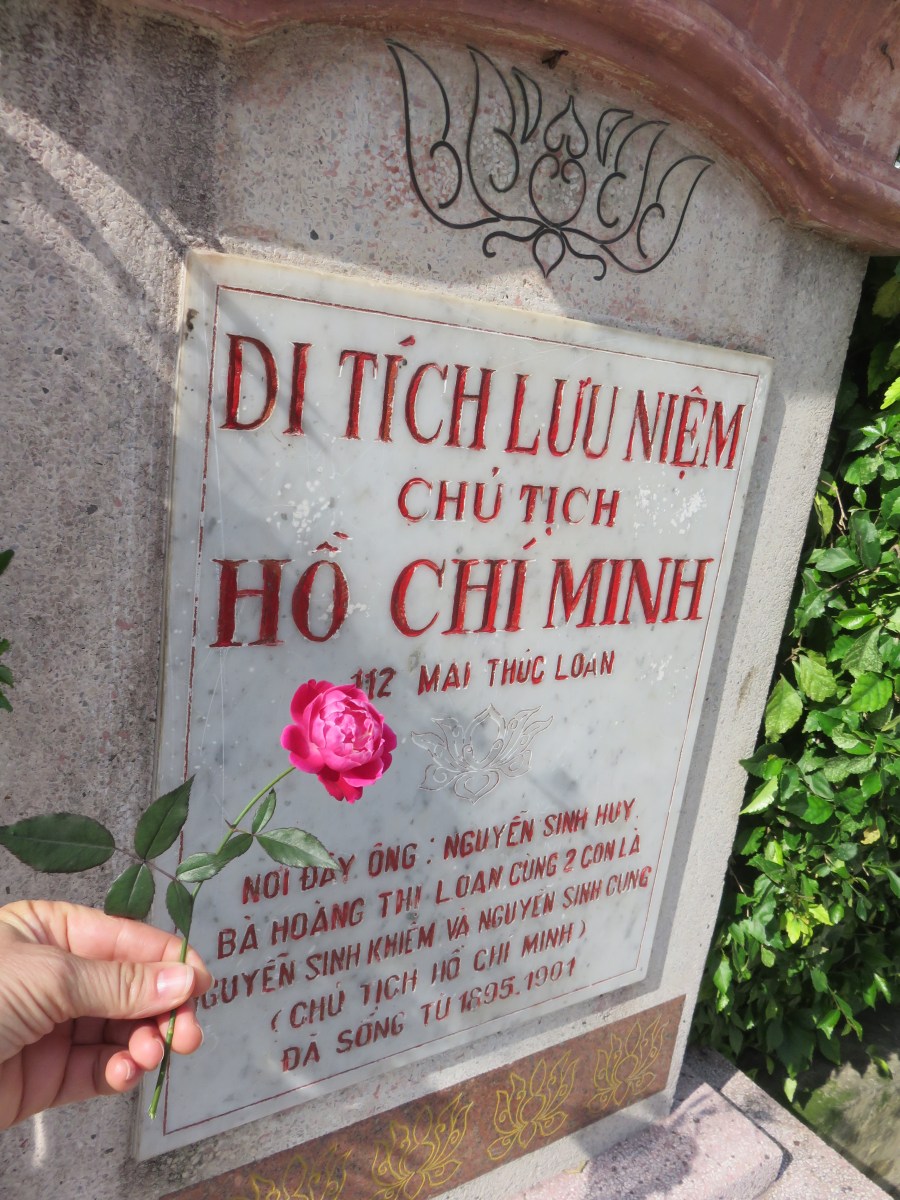 DI TÍCH LƯU NIỆM
CHỦ TỊCH
HỒ CHÍ MINH
112 MAI THÚC LOAN
NƠI ĐÂY ÔNG : NGUYỄN SINH HUY.
BÀ HOÀNG THỊ LOAN, CÙNG 2 CON LÀ
NGUYỄN SINH KHIÊM VÀ NGUYỄN SINH CUNG
( CHỦ TỊCH HỒ CHÍ MINH )
ĐÃ SỐNG TỪ 1895.1901